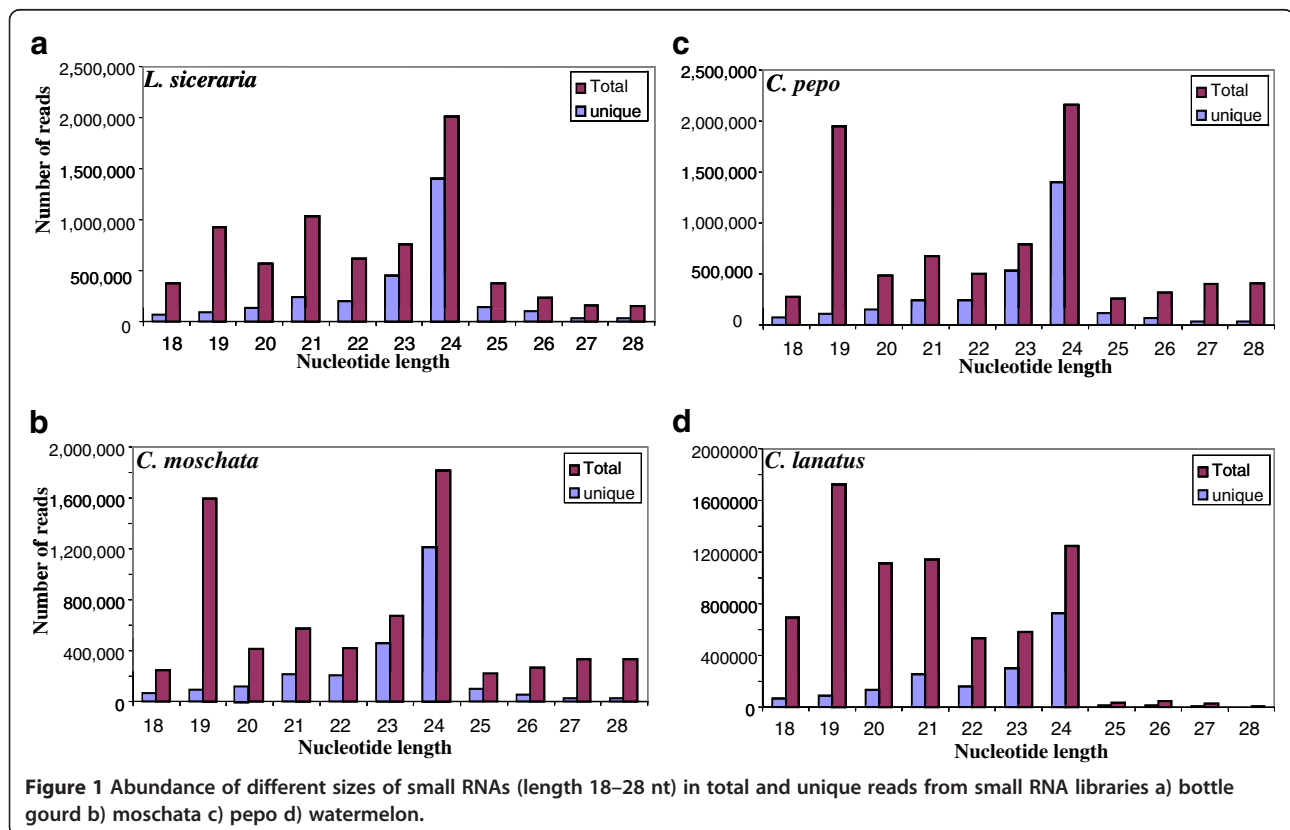 a
2,500,000
L. siceraria
Total
unique
2,000,000
1,500,000
1,000,000
500,000
0
Number of reads
18 19 20 21 22 23 24 25 26 27 28
Nucleotide length
c
2,500,000
C. pepo
Total
unique
2,000,000
1,500,000
1,000,000
500,000
0
18 19 20 21 22 23 24 25 26 27 28
Nucleotide length
b
2,000,000
C. moschata
Total
unique
1,600,000
1,200,000
800,000
400,000
0
Number of reads
18 19 20 21 22 23 24 25 26 27 28
Nucleotide length
d
2000000
C. lanatus
Total
unique
1600000
1200000
800000
400000
0
18 19 20 21 22 23 24 25 26 27 28
Nucleotide length
Figure 1 Abundance of different sizes of small RNAs (length 18–28 nt) in total and unique reads from small RNA libraries a) bottle
gourd b) moschata c) pepo d) watermelon.